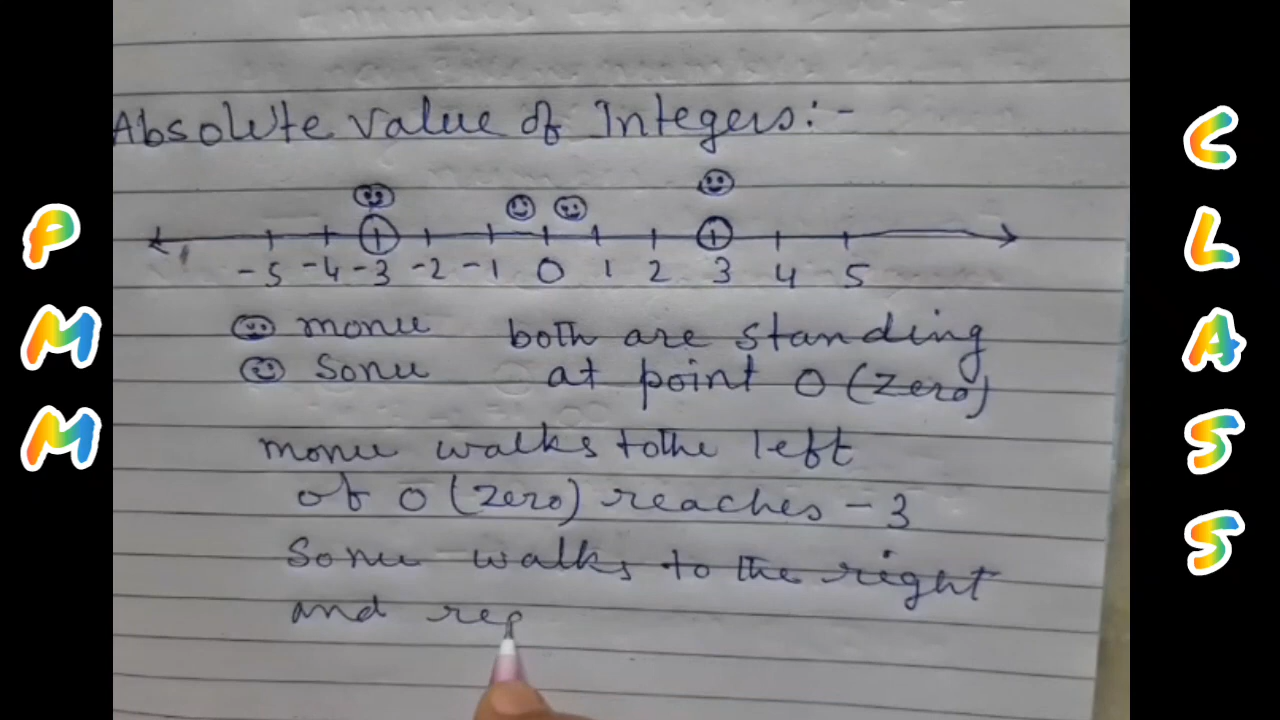 PMM
CLASS
Absolute value of Integers:-
-5 -4 -3 -2 -1 0 1 2 3 4 5
monu both are standing
Sonu at point 0 (zero)
monu walks to the left
of 0 (zero) reaches -3
Sonu walks to the right
and rea